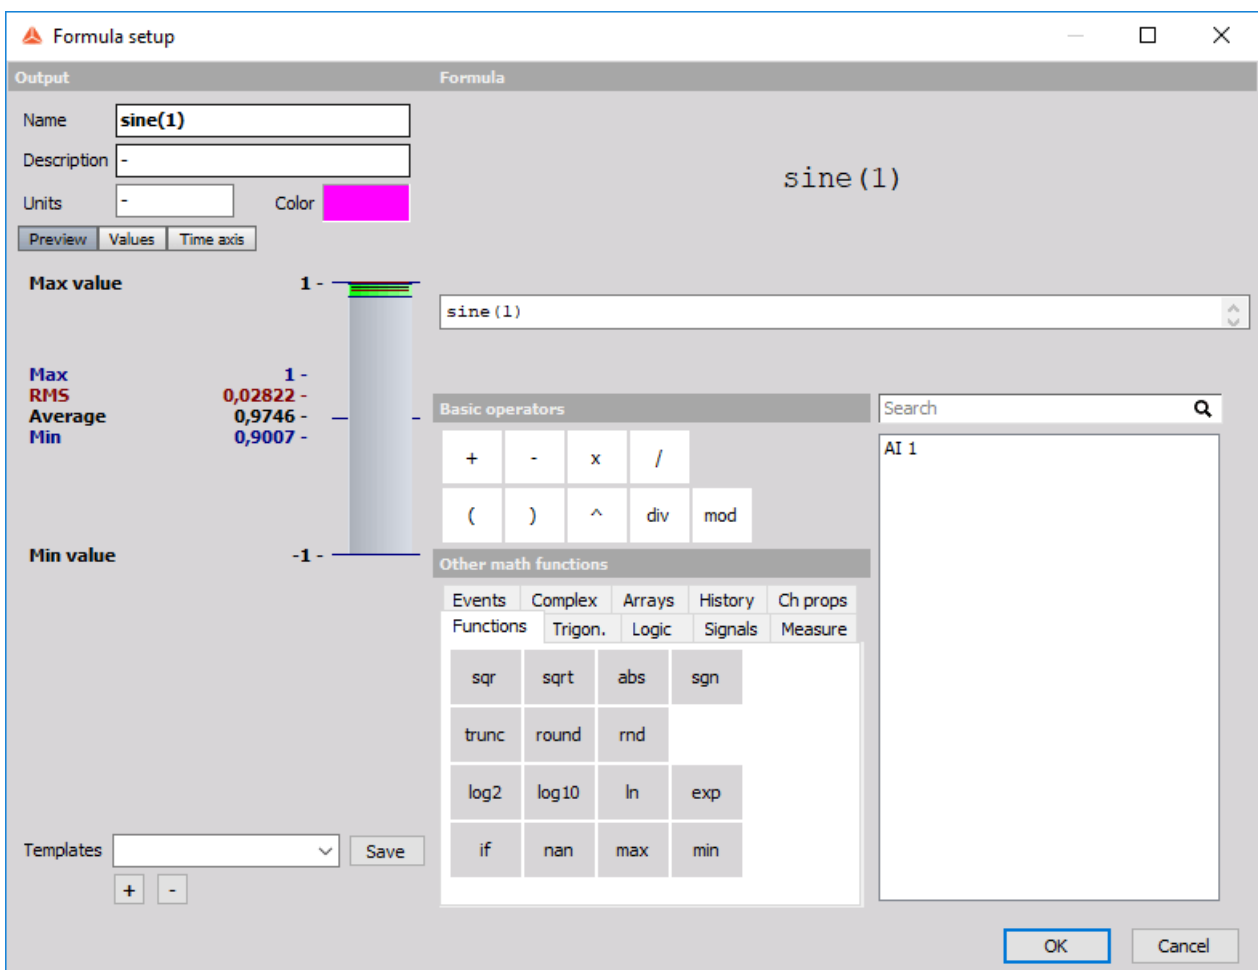 Formula setup
Output
Formula
Name
sine(1)
Description
-
Units
-
Color
Preview
Values
Time axis
sine(1)
Max value
1 -
sine(1)
Max
1 -
RMS
0,02822 -
Average
0,9746 -
Min
0,9007 -
Min value
-1 -
Basic operators
+ - x /
( ) ^ div mod
Search
AI 1
Other math functions
Events Complex Arrays History Ch props
Functions Trigon. Logic Signals Measure
sqr sqrt abs sgn
trunc round rnd
log2 log10 ln exp
if nan max min
Templates
Save
+ -
OK Cancel